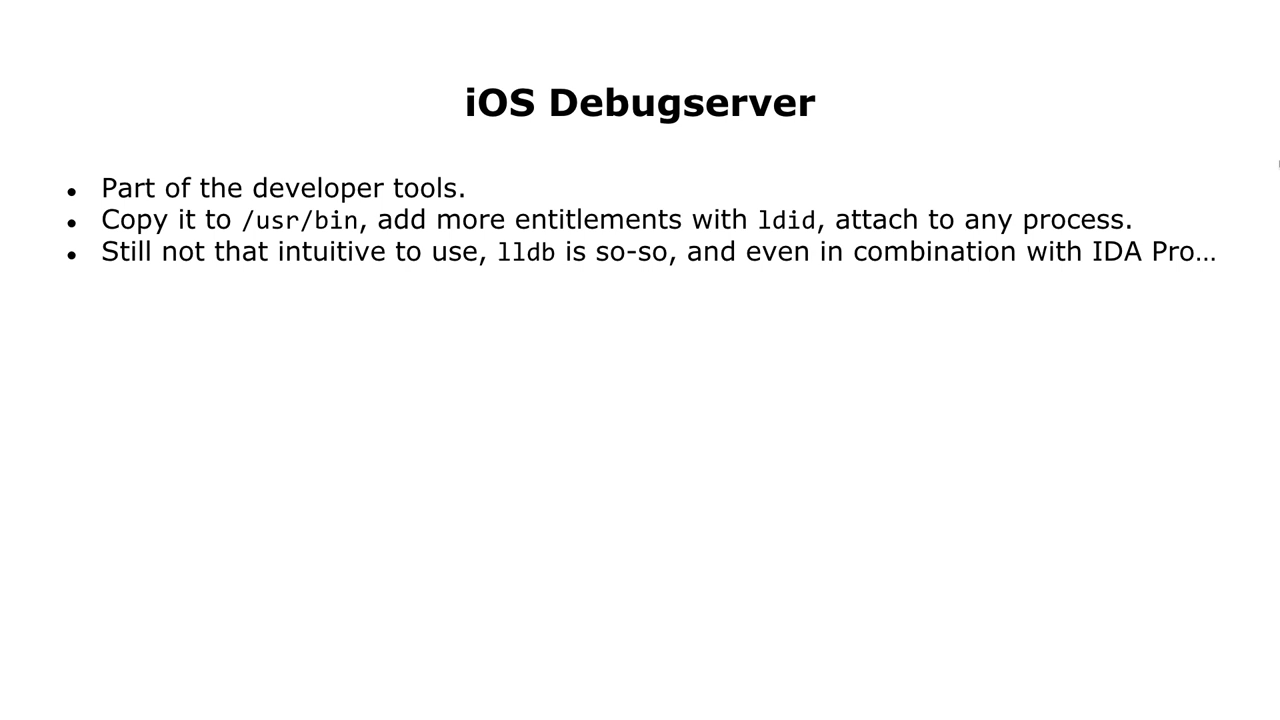 iOS Debugserver
• Part of the developer tools.
• Copy it to /usr/bin, add more entitlements with ldid, attach to any process.
• Still not that intuitive to use, lldb is so-so, and even in combination with IDA Pro…